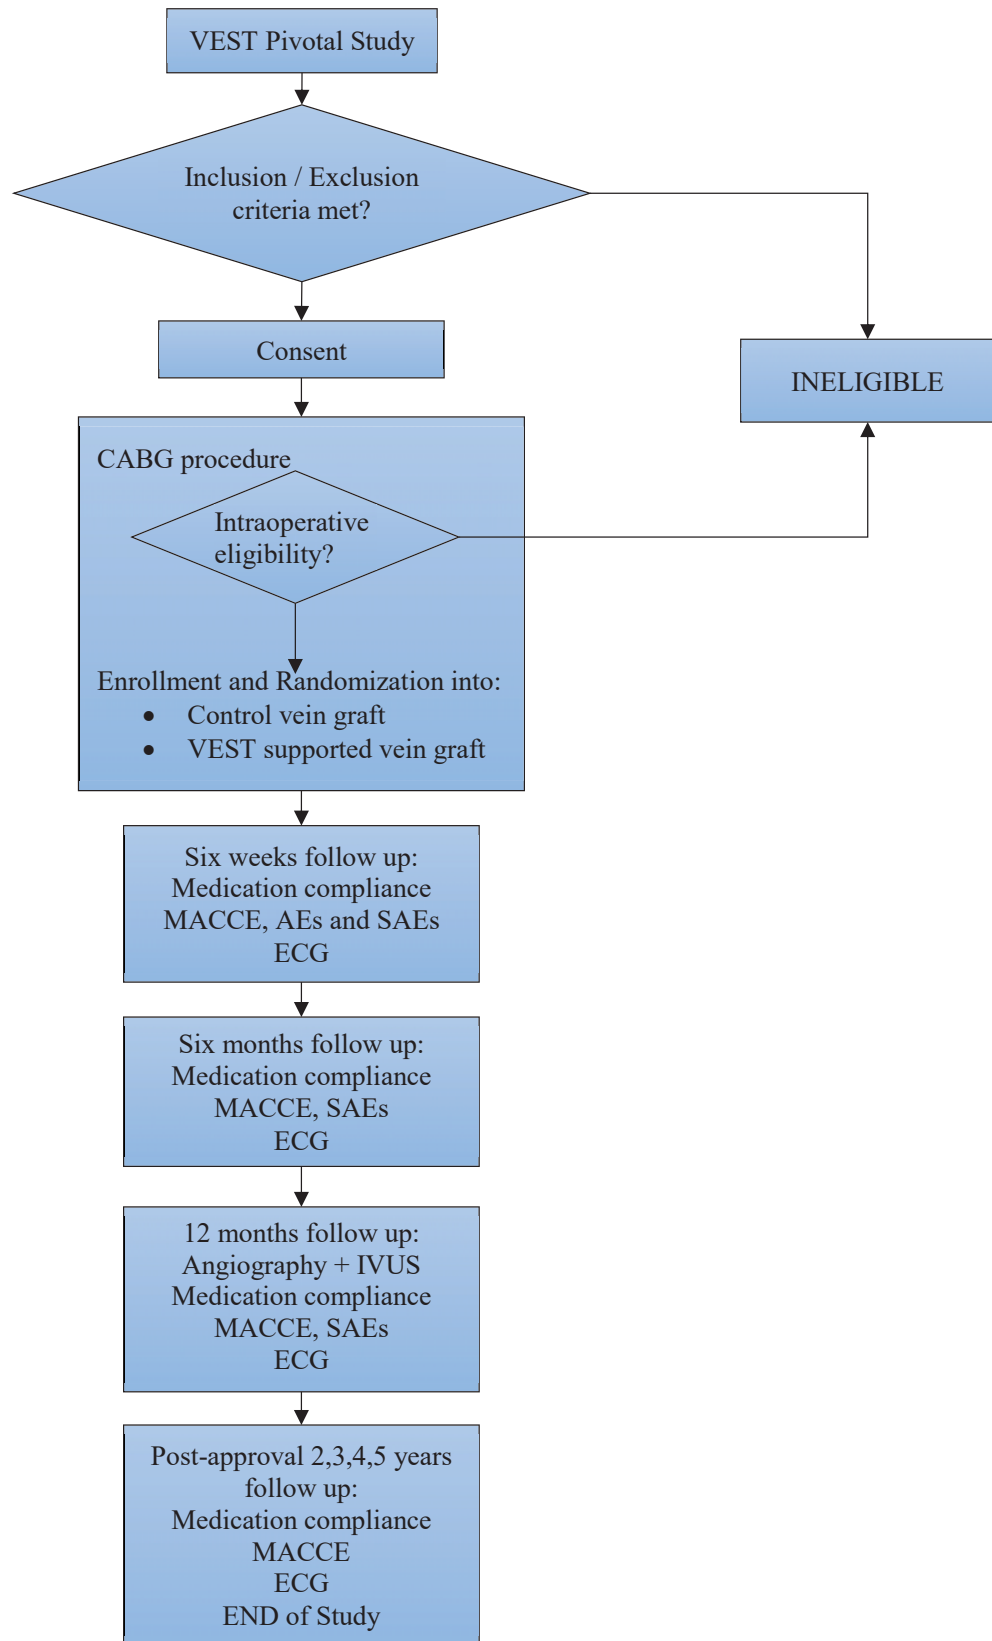 VEST Pivotal Study
Inclusion / Exclusion
criteria met?
Consent
INELIGIBLE
CABG procedure
Intraoperative
eligibility?
Enrollment and Randomization into:
• Control vein graft
• VEST supported vein graft
Six weeks follow up:
Medication compliance
MACCE, AEs and SAEs
ECG
Six months follow up:
Medication compliance
MACCE, SAEs
ECG
12 months follow up:
Angiography + IVUS
Medication compliance
MACCE, SAEs
ECG
Post-approval 2,3,4,5 years
follow up:
Medication compliance
MACCE
ECG
END of Study